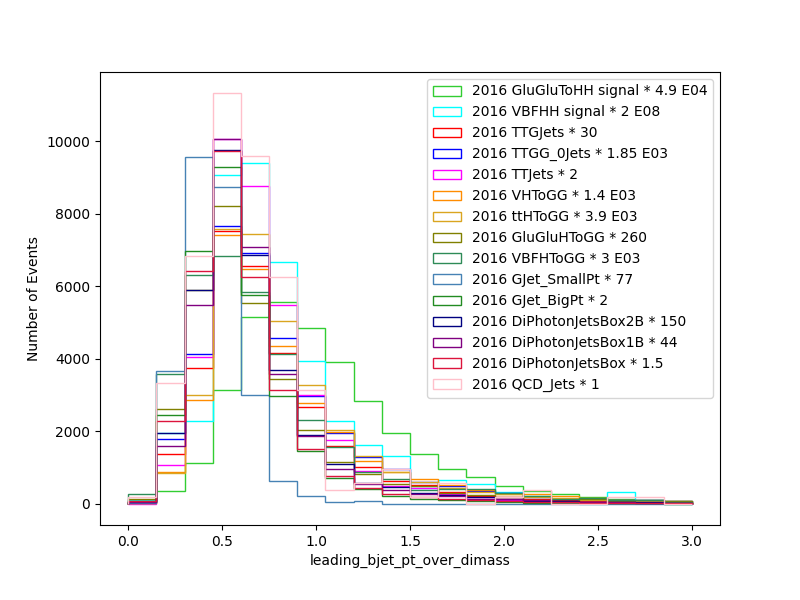 2016 GluGluToHH signal * 4.9 E04
2016 VBFHH signal * 2 E08
2016 TTGJets * 30
2016 TTGG_0Jets * 1.85 E03
2016 TTJets * 2
2016 VHToGG * 1.4 E03
2016 ttHToGG * 3.9 E03
2016 GluGluHToGG * 260
2016 VBFHToGG * 3 E03
2016 GJet_SmallPt * 77
2016 GJet_BigPt * 2
2016 DiPhotonJetsBox2B * 150
2016 DiPhotonJetsBox1B * 44
2016 DiPhotonJetsBox * 1.5
2016 QCD_Jets * 1
Number of Events
10000
8000
6000
4000
2000
0
0.0 0.5 1.0 1.5 2.0 2.5 3.0
leading_bjet_pt_over_dimass